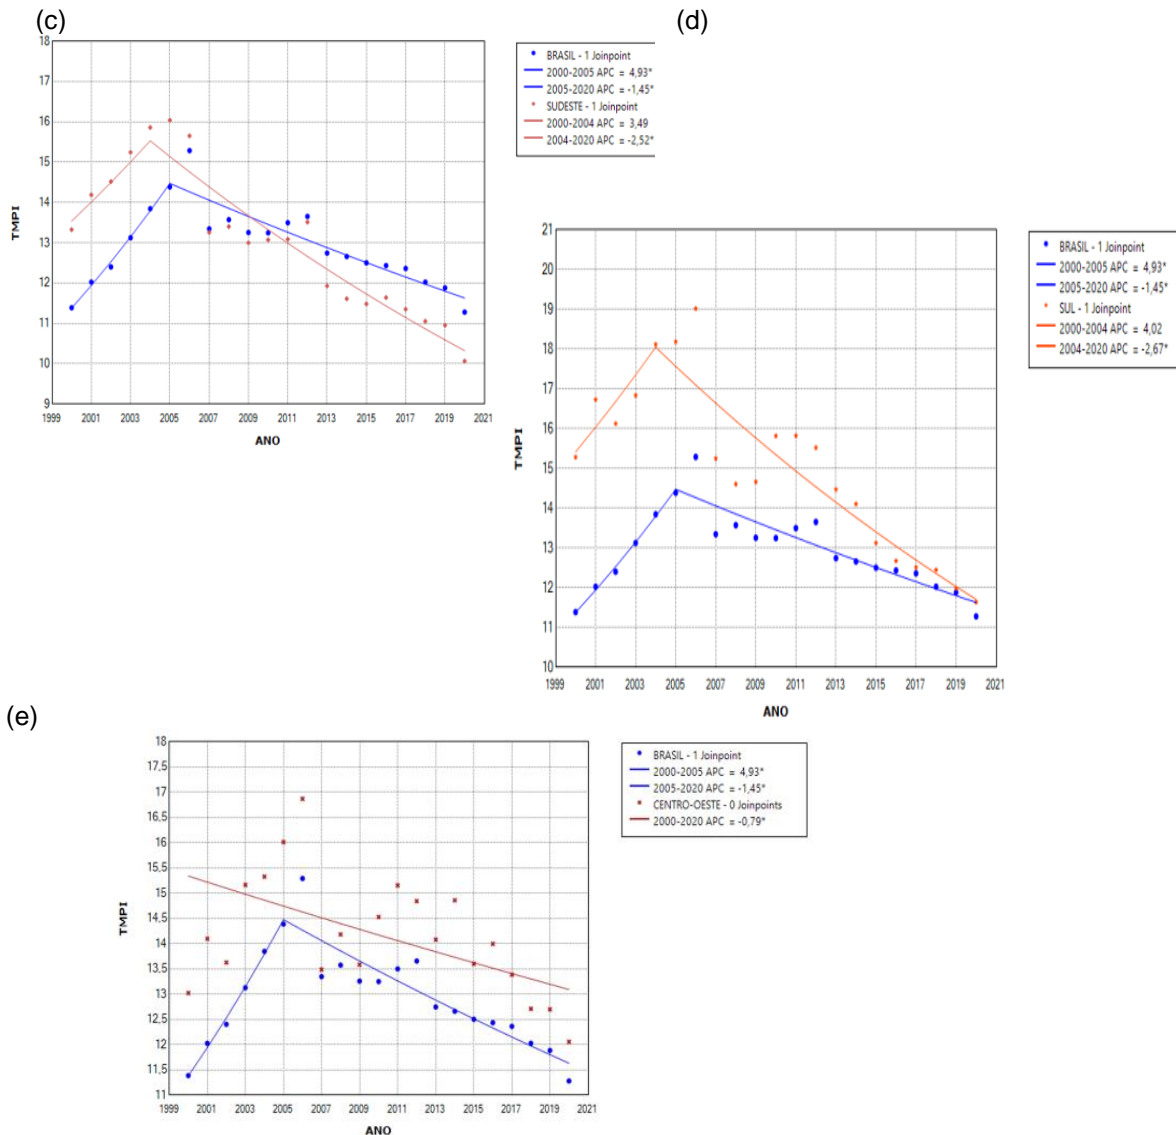 (c)
18
17
16
15
14
13
12
11
10
9
TMPI
1999 2001 2003 2005 2007 2009 2011 2013 2015 2017 2019 2021
ANO
BRASIL - 1 Joinpoint
2000-2005 APC = 4,93*
2005-2020 APC = -1,45*
SUDESTE - 1 Joinpoint
2000-2004 APC = 3,49
2004-2020 APC = -2,52*
(d)
21
20
19
18
17
16
15
14
13
12
11
10
TMPI
1999 2001 2003 2005 2007 2009 2011 2013 2015 2017 2019 2021
ANO
BRASIL - 1 Joinpoint
2000-2005 APC = 4,93*
2005-2020 APC = -1,45*
SUL - 1 Joinpoint
2000-2004 APC = 4,02
2004-2020 APC = -2,67*
(e)
18
17,5
17
16,5
16
15,5
15
14,5
14
13,5
13
12,5
12
11,5
11
TMPI
1999 2001 2003 2005 2007 2009 2011 2013 2015 2017 2019 2021
ANO
BRASIL - 1 Joinpoint
2000-2005 APC = 4,93*
2005-2020 APC = -1,45*
CENTRO-OESTE - 0 Joinpoints
2000-2020 APC = -0,79*